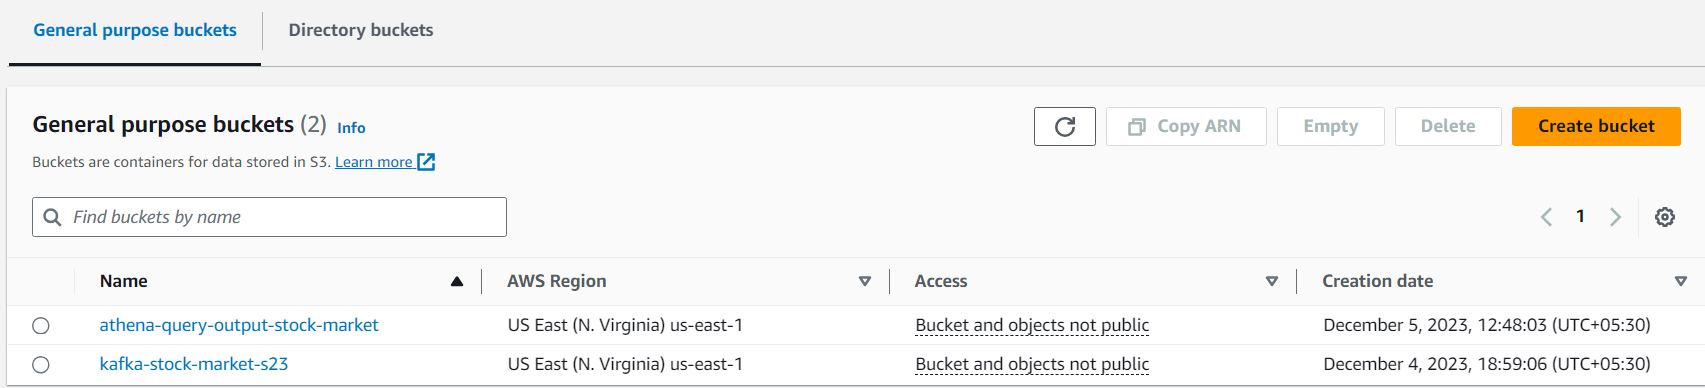 General purpose buckets Directory buckets
General purpose buckets (2) Info
Copy ARN Empty Delete Create bucket
Buckets are containers for data stored in S3. Learn more
Find buckets by name
1
Name AWS Region Access Creation date
athena-query-output-stock-market US East (N. Virginia) us-east-1 Bucket and objects not public December 5, 2023, 12:48:03 (UTC+05:30)
kafka-stock-market-s23 US East (N. Virginia) us-east-1 Bucket and objects not public December 4, 2023, 18:59:06 (UTC+05:30)